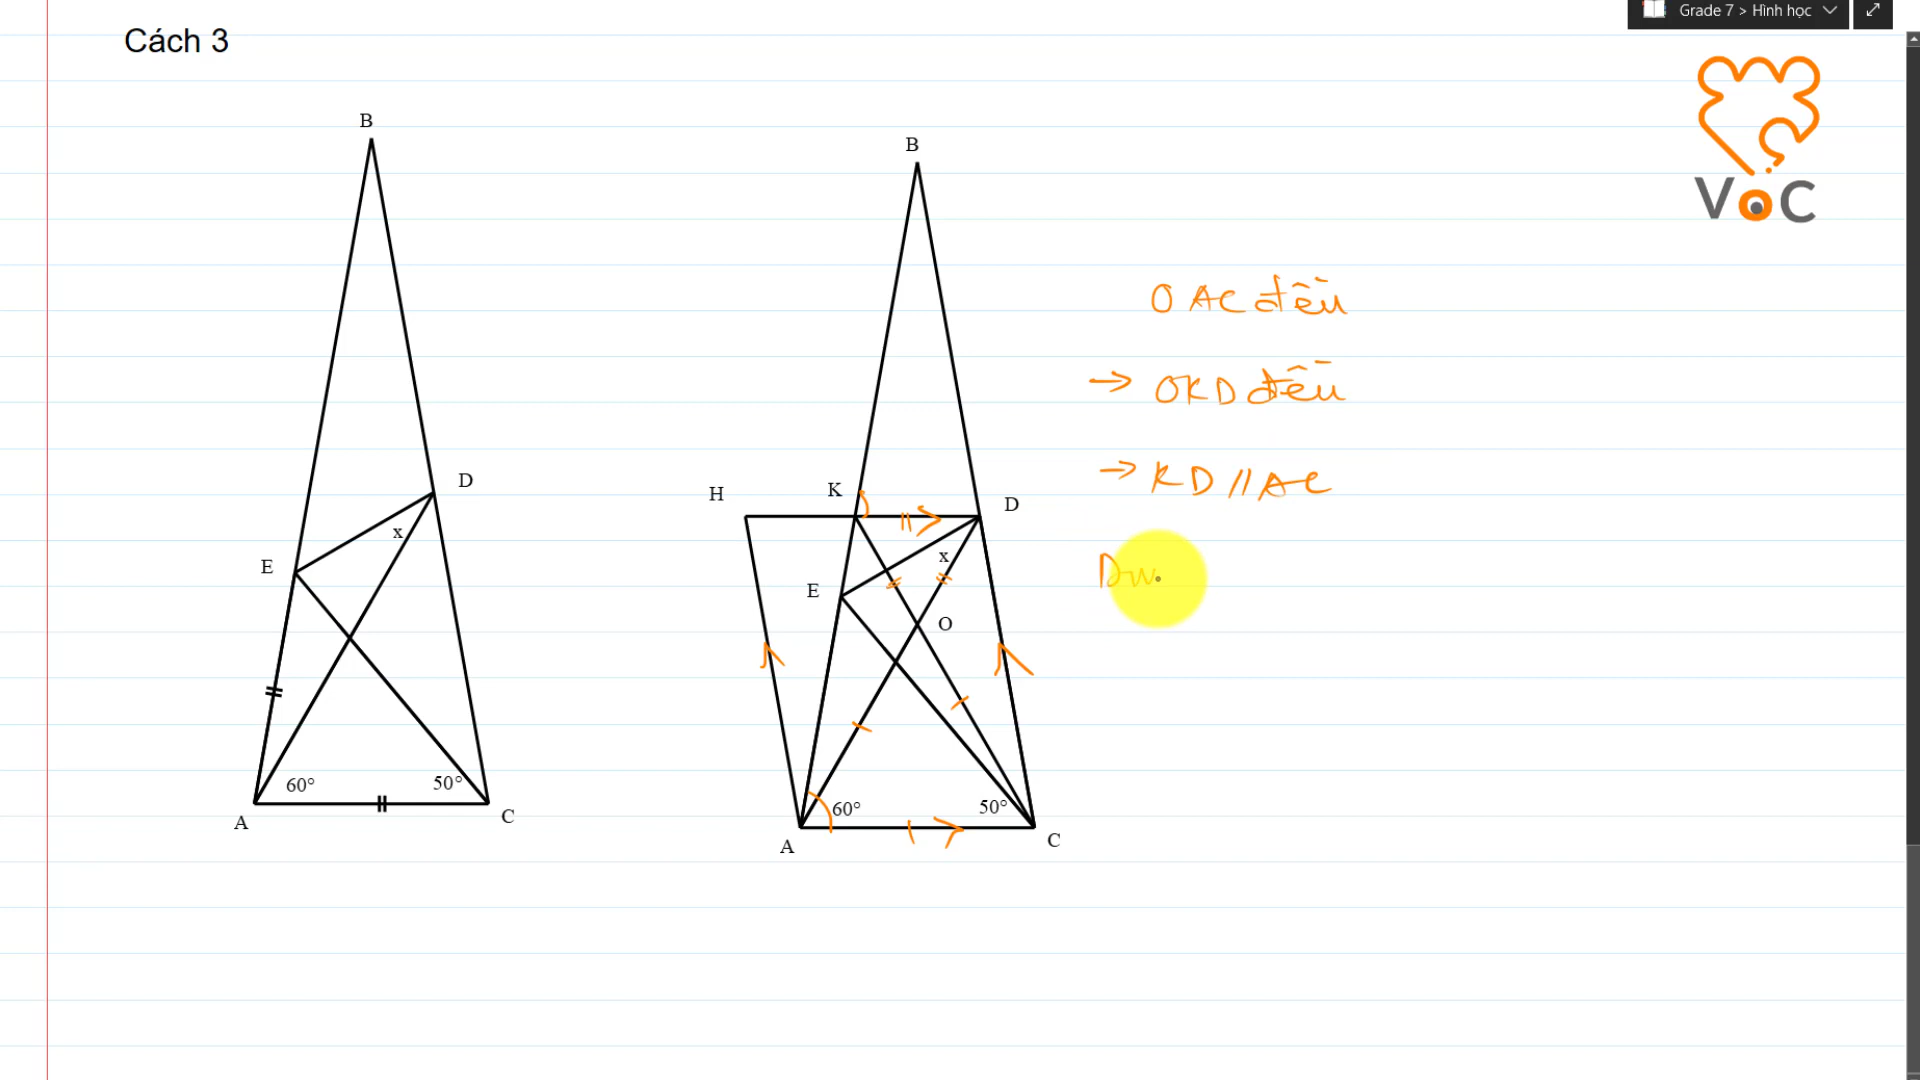 Grade 7 > Hình học
Cách 3
VOC
B
B
O AC đều
→ OKD đều
→ KD // AC
H
K
D
D
x
x
E
E
O
60°
50°
A
C
60°
50°
A
C